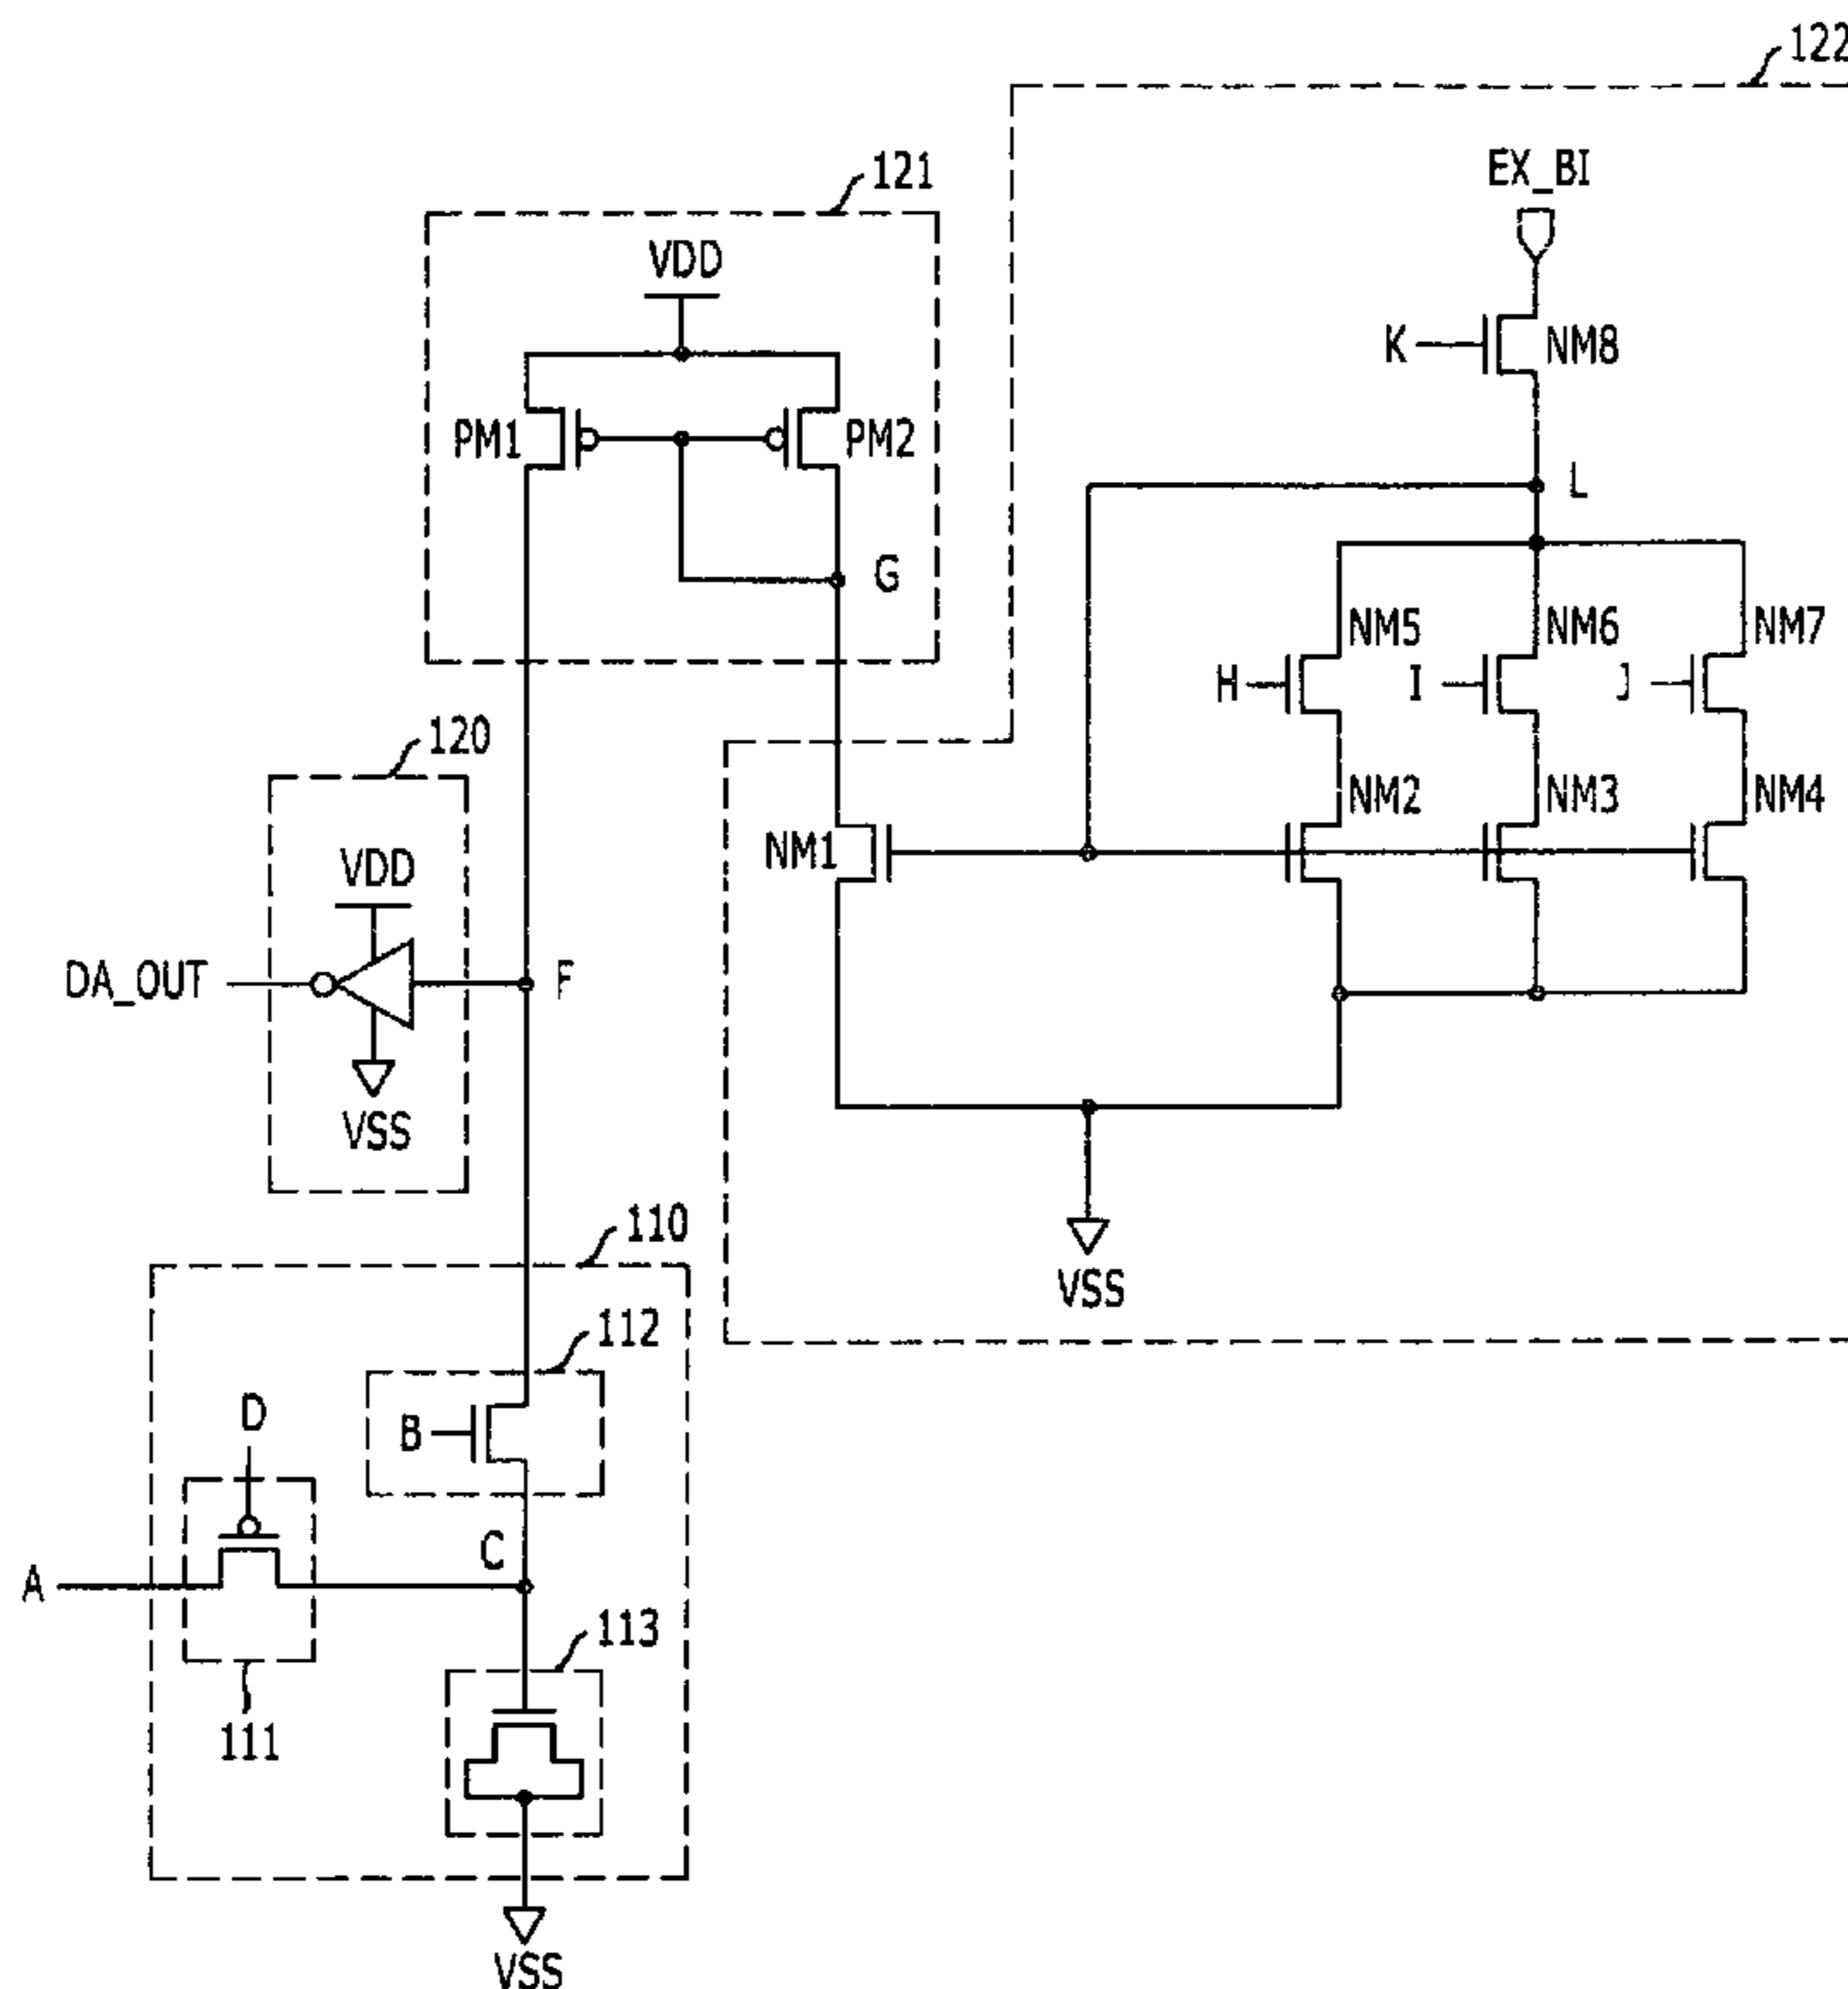 122
EX_BI
121
VDD
K
NM8
PM1
PM2
L
G
NM5
NM6
NM7
H
I
J
120
NM2
NM3
NM4
NM1
VDD
DA_OUT
F
VSS
110
VSS
112
D
B
C
A
113
111
VSS